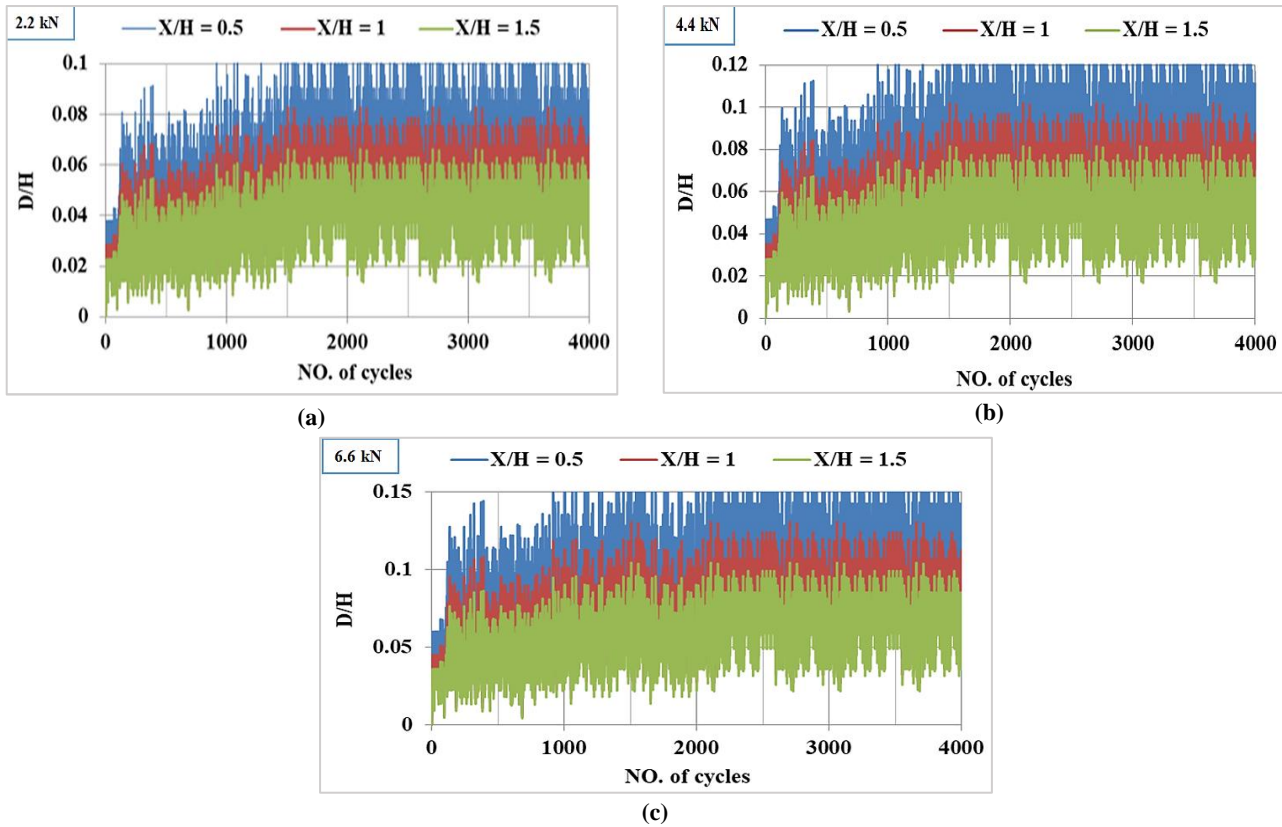 2.2 kN
X/H = 0.5 X/H = 1 X/H = 1.5
0.1
0.08
0.06
0.04
0.02
0
D/H
0 1000 2000 3000 4000
NO. of cycles
(a)
4.4 kN
X/H = 0.5 X/H = 1 X/H = 1.5
0.12
0.1
0.08
0.06
0.04
0.02
0
D/H
0 1000 2000 3000 4000
NO. of cycles
(b)
6.6 kN
X/H = 0.5 X/H = 1 X/H = 1.5
0.15
0.1
0.05
0
D/H
0 1000 2000 3000 4000
NO. of cycles
(c)